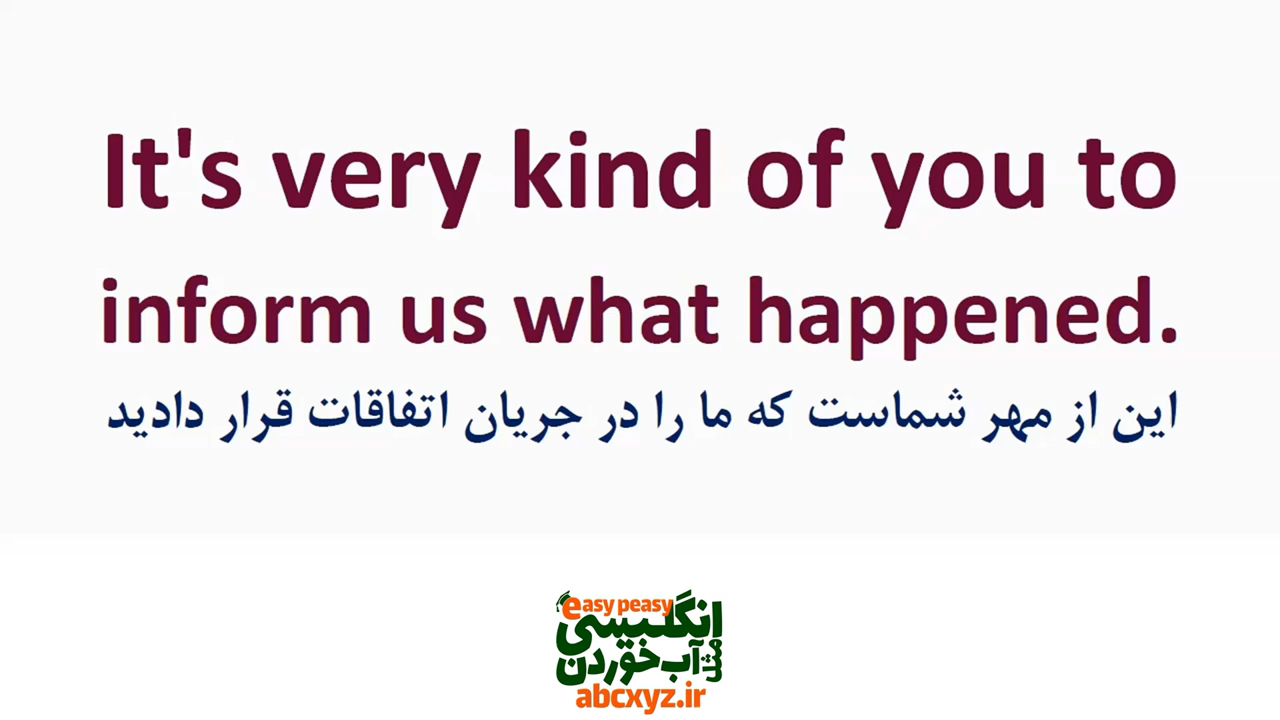 It's very kind of you to
inform us what happened.
این از مهر شماست که ما را در جریان اتفاقات قرار دادید
easy peasy
انگلیسی
مثل آب خوردن
abcxyz.ir